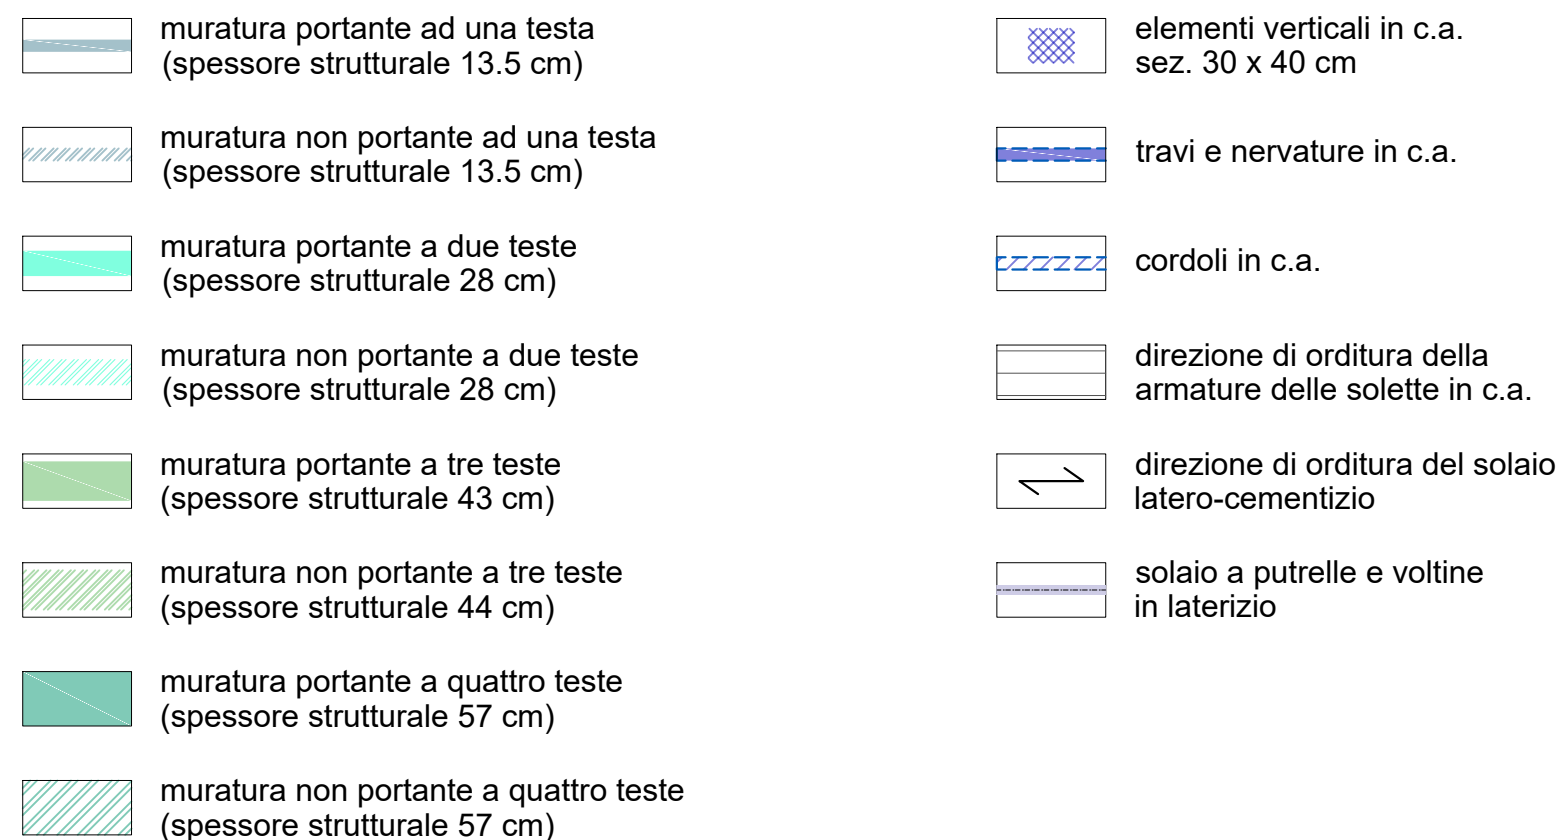 muratura portante ad una testa
(spessore strutturale 13.5 cm)
muratura non portante ad una testa
(spessore strutturale 13.5 cm)
muratura portante a due teste
(spessore strutturale 28 cm)
muratura non portante a due teste
(spessore strutturale 28 cm)
muratura portante a tre teste
(spessore strutturale 43 cm)
muratura non portante a tre teste
(spessore strutturale 44 cm)
muratura portante a quattro teste
(spessore strutturale 57 cm)
muratura non portante a quattro teste
(spessore strutturale 57 cm)
elementi verticali in c.a.
sez. 30 x 40 cm
travi e nervature in c.a.
cordoli in c.a.
direzione di orditura della
armature delle solette in c.a.
direzione di orditura del solaio
latero-cementizio
solaio a putrelle e voltine
in laterizio